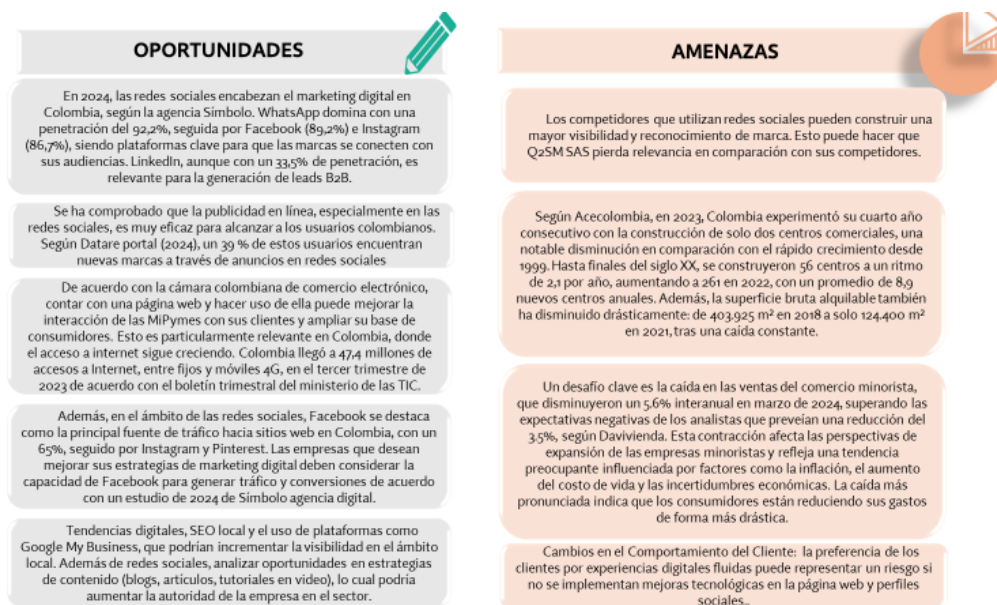 OPORTUNIDADES
En 2024, las redes sociales encabezan el marketing digital en
Colombia, según la agencia Símbolo. WhatsApp domina con una
penetración del 92,2%, seguida por Facebook (89,2%) e Instagram
(86,7%), siendo plataformas clave para que las marcas se conecten con
sus audiencias. LinkedIn, aunque con un 33,5% de penetración, es
relevante para la generación de leads B2B.
Se ha comprobado que la publicidad en línea, especialmente en las
redes sociales, es muy eficaz para alcanzar a los usuarios colombianos.
Según Datare portal (2024), un 39 % de estos usuarios encuentran
nuevas marcas a través de anuncios en redes sociales
De acuerdo con la cámara colombiana de comercio electrónico,
contar con una página web y hacer uso de ella puede mejorar la
interacción de las MiPymes con sus clientes y ampliar su base de
consumidores. Esto es particularmente relevante en Colombia, donde
el acceso a internet sigue creciendo. Colombia llegó a 47,4 millones de
accesos a Internet, entre fijos y móviles 4G, en el tercer trimestre de
2023 de acuerdo con el boletín trimestral del ministerio de las TIC.
Además, en el ámbito de las redes sociales, Facebook se destaca
como la principal fuente de tráfico hacia sitios web en Colombia, con un
65%, seguido por Instagram y Pinterest. Las empresas que desean
mejorar sus estrategias de marketing digital deben considerar la
capacidad de Facebook para generar tráfico y conversiones de acuerdo
con un estudio de 2024 de Símbolo agencia digital.
Tendencias digitales, SEO local y el uso de plataformas como
Google My Business, que podrían incrementar la visibilidad en el ámbito
local. Además de redes sociales, analizar oportunidades en estrategias
de contenido (blogs, artículos, tutoriales en video), lo cual podría
aumentar la autoridad de la empresa en el sector.
AMENAZAS
Los competidores que utilizan redes sociales pueden construir una
mayor visibilidad y reconocimiento de marca. Esto puede hacer que
Q2SM SAS pierda relevancia en comparación con sus competidores.
Según Acecolombia, en 2023, Colombia experimentó su cuarto año
consecutivo con la construcción de solo dos centros comerciales, una
notable disminución en comparación con el rápido crecimiento desde
1999. Hasta finales del siglo XX, se construyeron 56 centros a un ritmo
de 2,1 por año, aumentando a 261 en 2022, con un promedio de 8,9
nuevos centros anuales. Además, la superficie bruta alquilable también
ha disminuido drásticamente: de 403.925 m² en 2018 a solo 124.400 m²
en 2021, tras una caída constante.
Un desafío clave es la caída en las ventas del comercio minorista,
que disminuyeron un 5.6% interanual en marzo de 2024, superando las
expectativas negativas de los analistas que preveían una reducción del
3.5%, según Davivienda. Esta contracción afecta las perspectivas de
expansión de las empresas minoristas y refleja una tendencia
preocupante influenciada por factores como la inflación, el aumento
del costo de vida y las incertidumbres económicas. La caída más
pronunciada indica que los consumidores están reduciendo sus gastos
de forma más drástica.
Cambios en el Comportamiento del Cliente: la preferencia de los
clientes por experiencias digitales fluidas puede representar un riesgo si
no se implementan mejoras tecnológicas en la página web y perfiles
sociales..